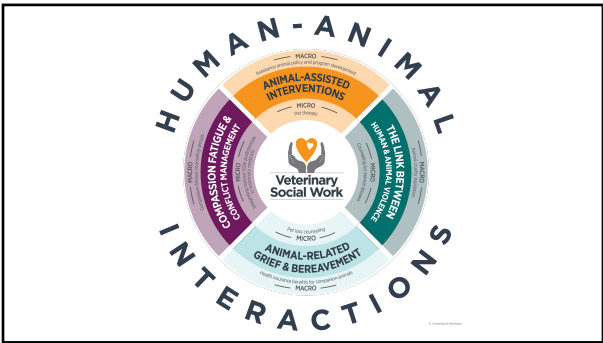 HUMAN-ANIMAL
INTERACTIONS
MACRO
Assistance animal policy and program development
ANIMAL-ASSISTED
INTERVENTIONS
MICRO
Pet therapy
MACRO
THE LINK BETWEEN
HUMAN & ANIMAL VIOLENCE
MICRO
Pet loss counseling
MICRO
ANIMAL-RELATED
GRIEF & BEREAVEMENT
Health insurance benefits for companion animals
MACRO
MACRO
COMPASSION FATIGUE &
CONFLICT MANAGEMENT
MICRO
Veterinary
Social Work